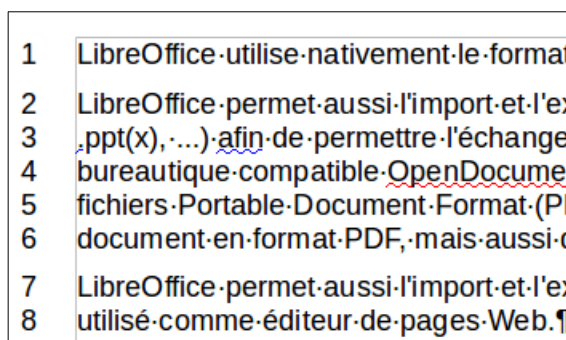 1 LibreOffice utilise nativement le format
2 LibreOffice permet aussi l'import et l'ex
3 .ppt(x), ...) afin de permettre l'échange
4 bureautique compatible OpenDocume
5 fichiers Portable Document Format (P
6 document en format PDF, mais aussi
7 LibreOffice permet aussi l'import et l'ex
8 utilisé comme éditeur de pages Web.¶